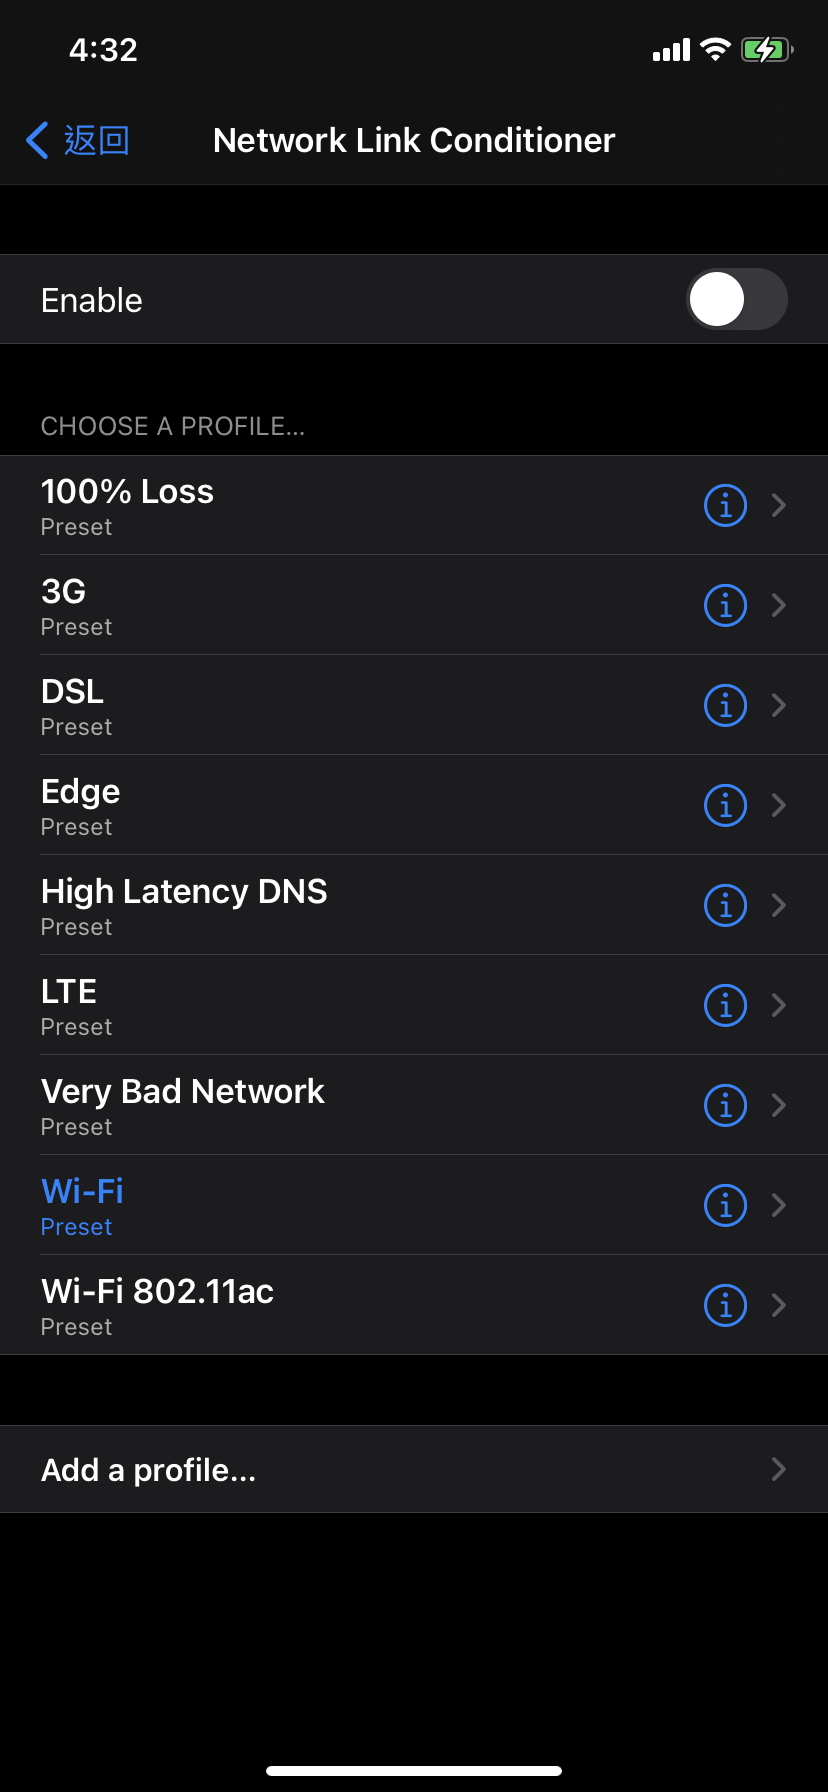 4:32
返回
Network Link Conditioner
Enable
CHOOSE A PROFILE...
100% Loss
Preset
3G
Preset
DSL
Preset
Edge
Preset
High Latency DNS
Preset
LTE
Preset
Very Bad Network
Preset
Wi-Fi
Preset
Wi-Fi 802.11ac
Preset
Add a profile...